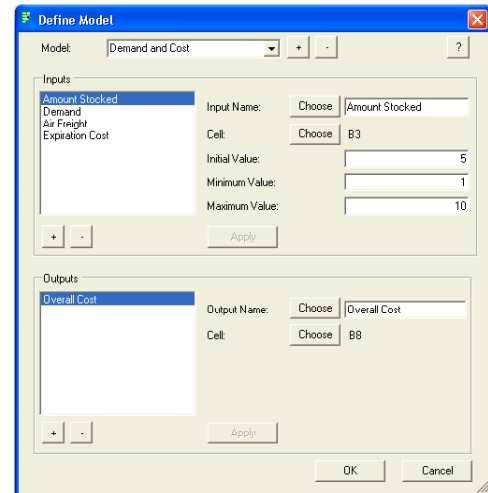 Define Model
Model: Demand and Cost + - ?
Inputs
Amount Stocked
Demand
Air Freight
Expiration Cost
Input Name: Choose Amount Stocked
Cell: Choose B3
Initial Value: 5
Minimum Value: 1
Maximum Value: 10
+ - Apply
Outputs
Overall Cost
Output Name: Choose Overall Cost
Cell: Choose B8
+ - Apply
OK Cancel